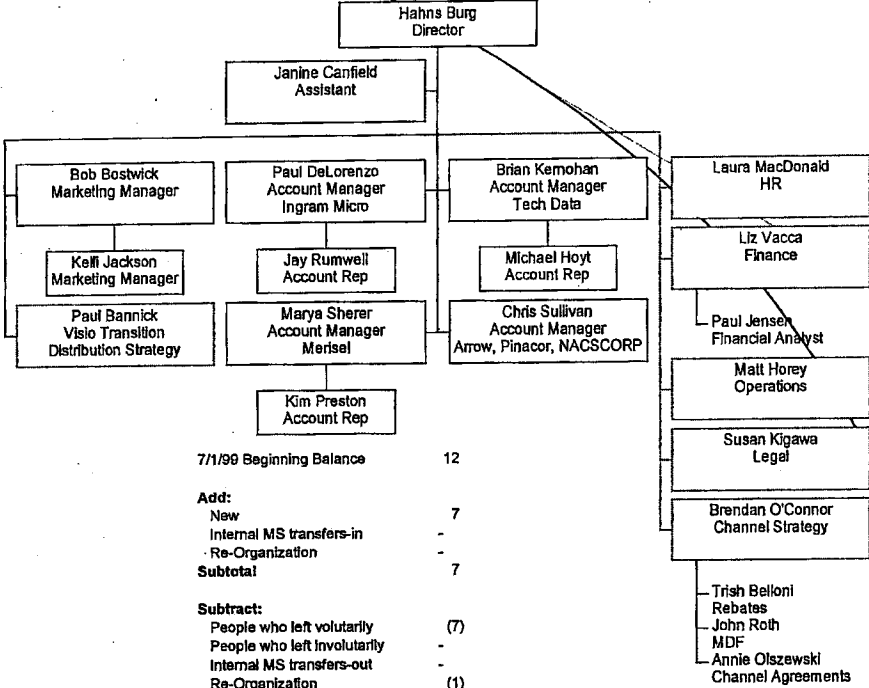 Hahns Burg
Director
Janine Canfield
Assistant
Bob Bostwick
Marketing Manager
Paul DeLorenzo
Account Manager
Ingram Micro
Brian Kernohan
Account Manager
Tech Data
Laura MacDonald
HR
Kelli Jackson
Marketing Manager
Jay Rumwell
Account Rep
Michael Hoyt
Account Rep
Liz Vacca
Finance
Paul Bannick
Visio Transition
Distribution Strategy
Marya Sherer
Account Manager
Merisel
Chris Sullivan
Account Manager
Arrow, Pinacor, NACSCORP
Paul Jensen
Financial Analyst
Matt Horey
Operations
Kim Preston
Account Rep
Susan Kigawa
Legal
Brendan O'Connor
Channel Strategy
Trish Belloni
Rebates
John Roth
MDF
Annie Olszewski
Channel Agreements
7/1/99 Beginning Balance 12
Add:
New 7
Internal MS transfers-in -
Re-Organization -
Subtotal 7
Subtract:
People who left volutarily (7)
People who left involutarily -
Internal MS transfers-out -
Re-Organization (1)